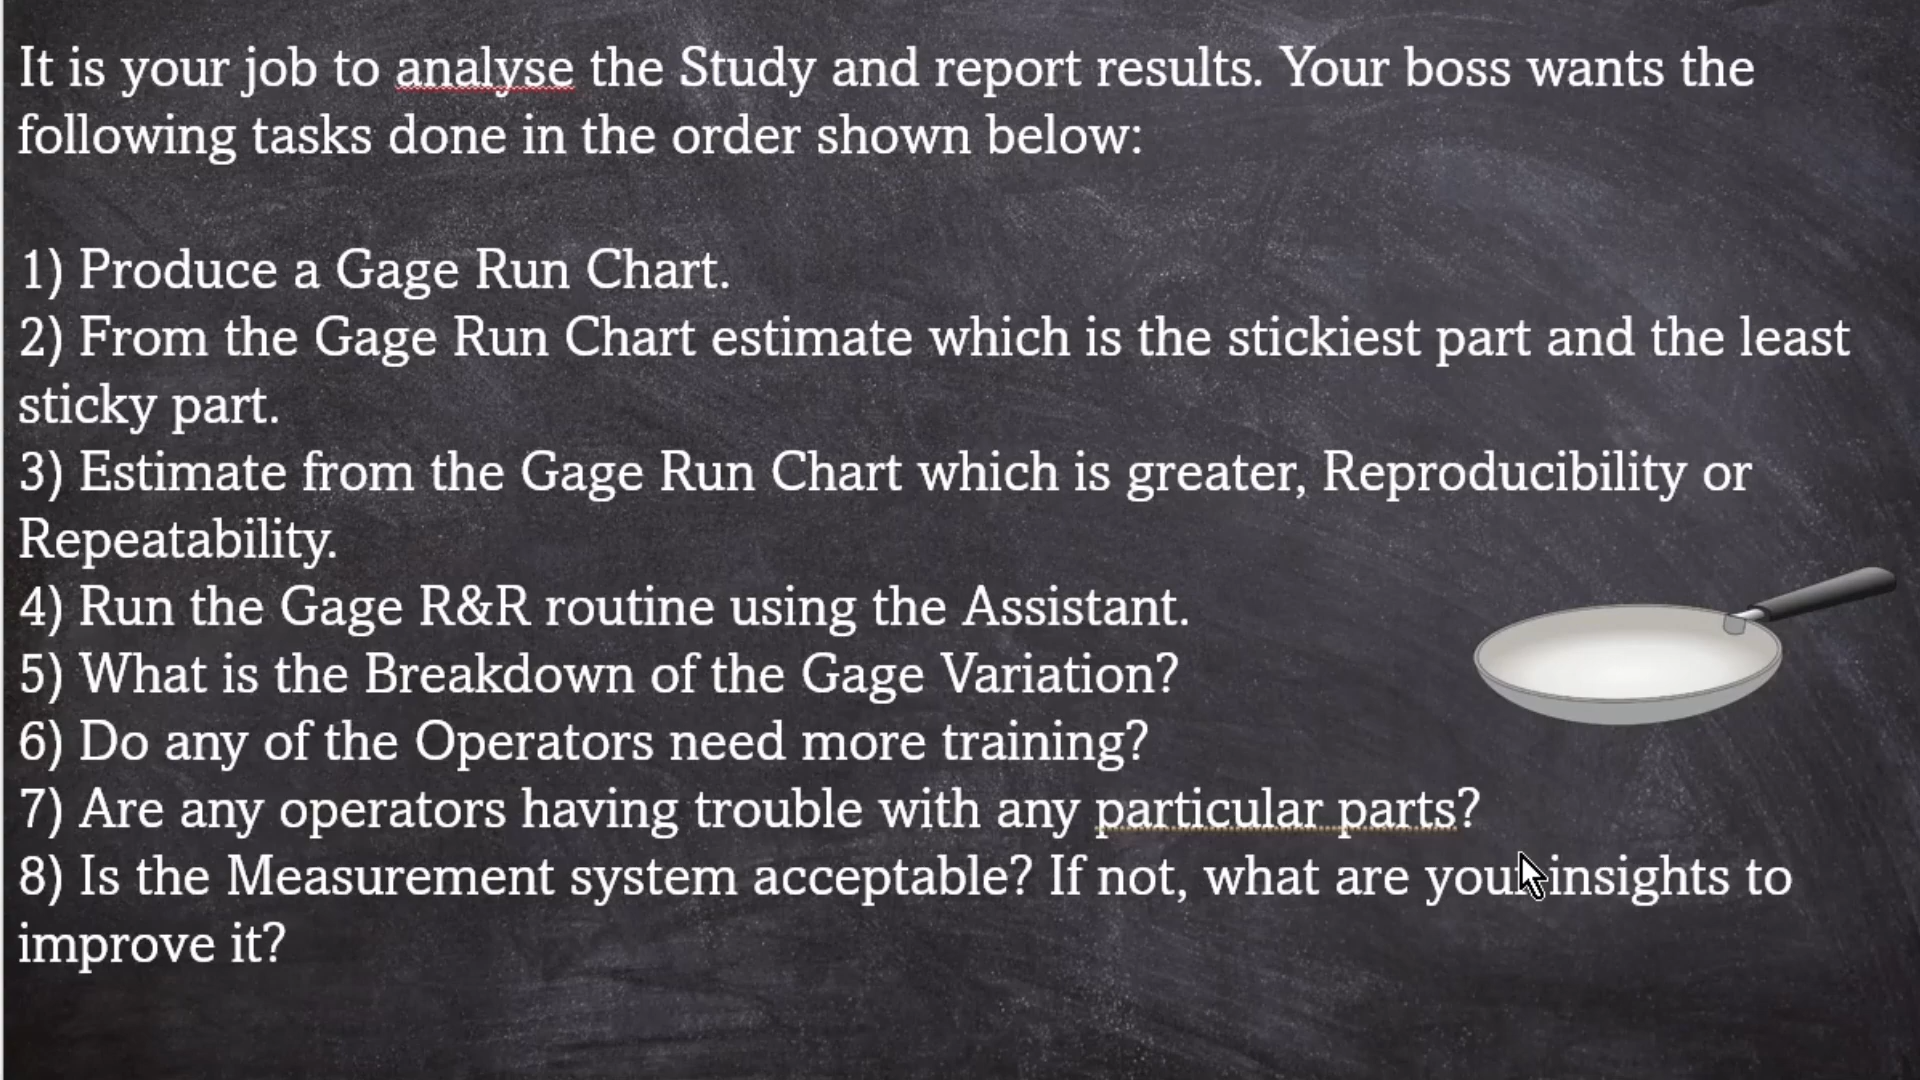 It is your job to analyse the Study and report results. Your boss wants the
following tasks done in the order shown below:
1) Produce a Gage Run Chart.
2) From the Gage Run Chart estimate which is the stickiest part and the least
sticky part.
3) Estimate from the Gage Run Chart which is greater, Reproducibility or
Repeatability.
4) Run the Gage R&R routine using the Assistant.
5) What is the Breakdown of the Gage Variation?
6) Do any of the Operators need more training?
7) Are any operators having trouble with any particular parts?
8) Is the Measurement system acceptable? If not, what are your insights to
improve it?